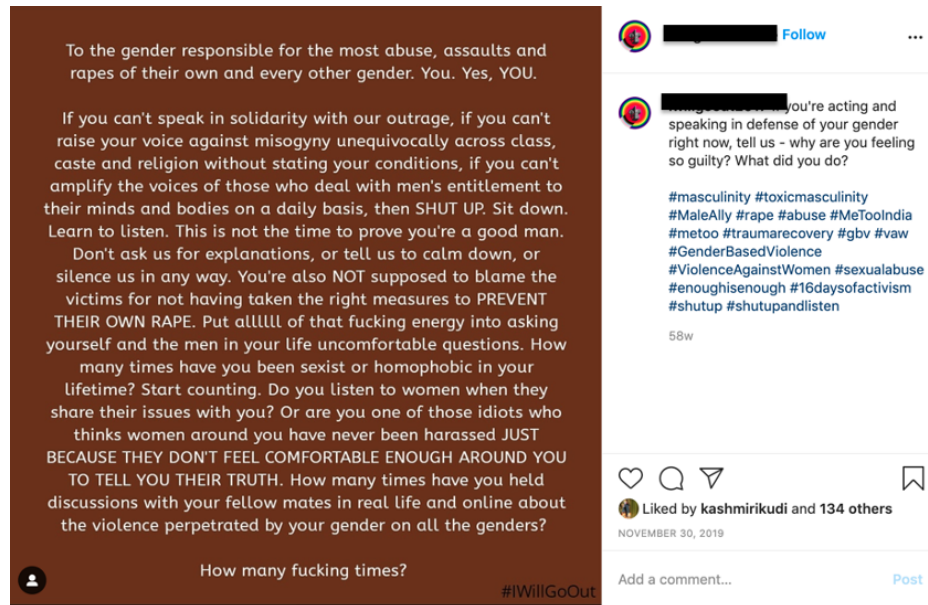 To the gender responsible for the most abuse, assaults and
rapes of their own and every other gender. You. Yes, YOU.
If you can't speak in solidarity with our outrage, if you can't
raise your voice against misogyny unequivocally across class,
caste and religion without stating your conditions, if you can't
amplify the voices of those who deal with men's entitlement to
their minds and bodies on a daily basis, then SHUT UP. Sit down.
Learn to listen. This is not the time to prove you're a good man.
Don't ask us for explanations, or tell us to calm down, or
silence us in any way. You're also NOT supposed to blame the
victims for not having taken the right measures to PREVENT
THEIR OWN RAPE. Put allllll of that fucking energy into asking
yourself and the men in your life uncomfortable questions. How
many times have you been sexist or homophobic in your
lifetime? Start counting. Do you listen to women when they
share their issues with you? Or are you one of those idiots who
thinks women around you have never been harassed JUST
BECAUSE THEY DON'T FEEL COMFORTABLE ENOUGH AROUND YOU
TO TELL YOU THEIR TRUTH. How many times have you held
discussions with your fellow mates in real life and online about
the violence perpetrated by your gender on all the genders?
How many fucking times?
#IWillGoOut
Follow
you're acting and
speaking in defense of your gender
right now, tell us - why are you feeling
so guilty? What did you do?
#masculinity #toxicmasculinity
#MaleAlly #rape #abuse #MeTooIndia
#metoo #traumarecovery #gbv #vaw
#GenderBasedViolence
#ViolenceAgainstWomen #sexualabuse
#enoughisenough #16daysofactivism
#shutup #shutupandlisten
58w
Liked by kashmirikudi and 134 others
NOVEMBER 30, 2019
Add a comment...
Post